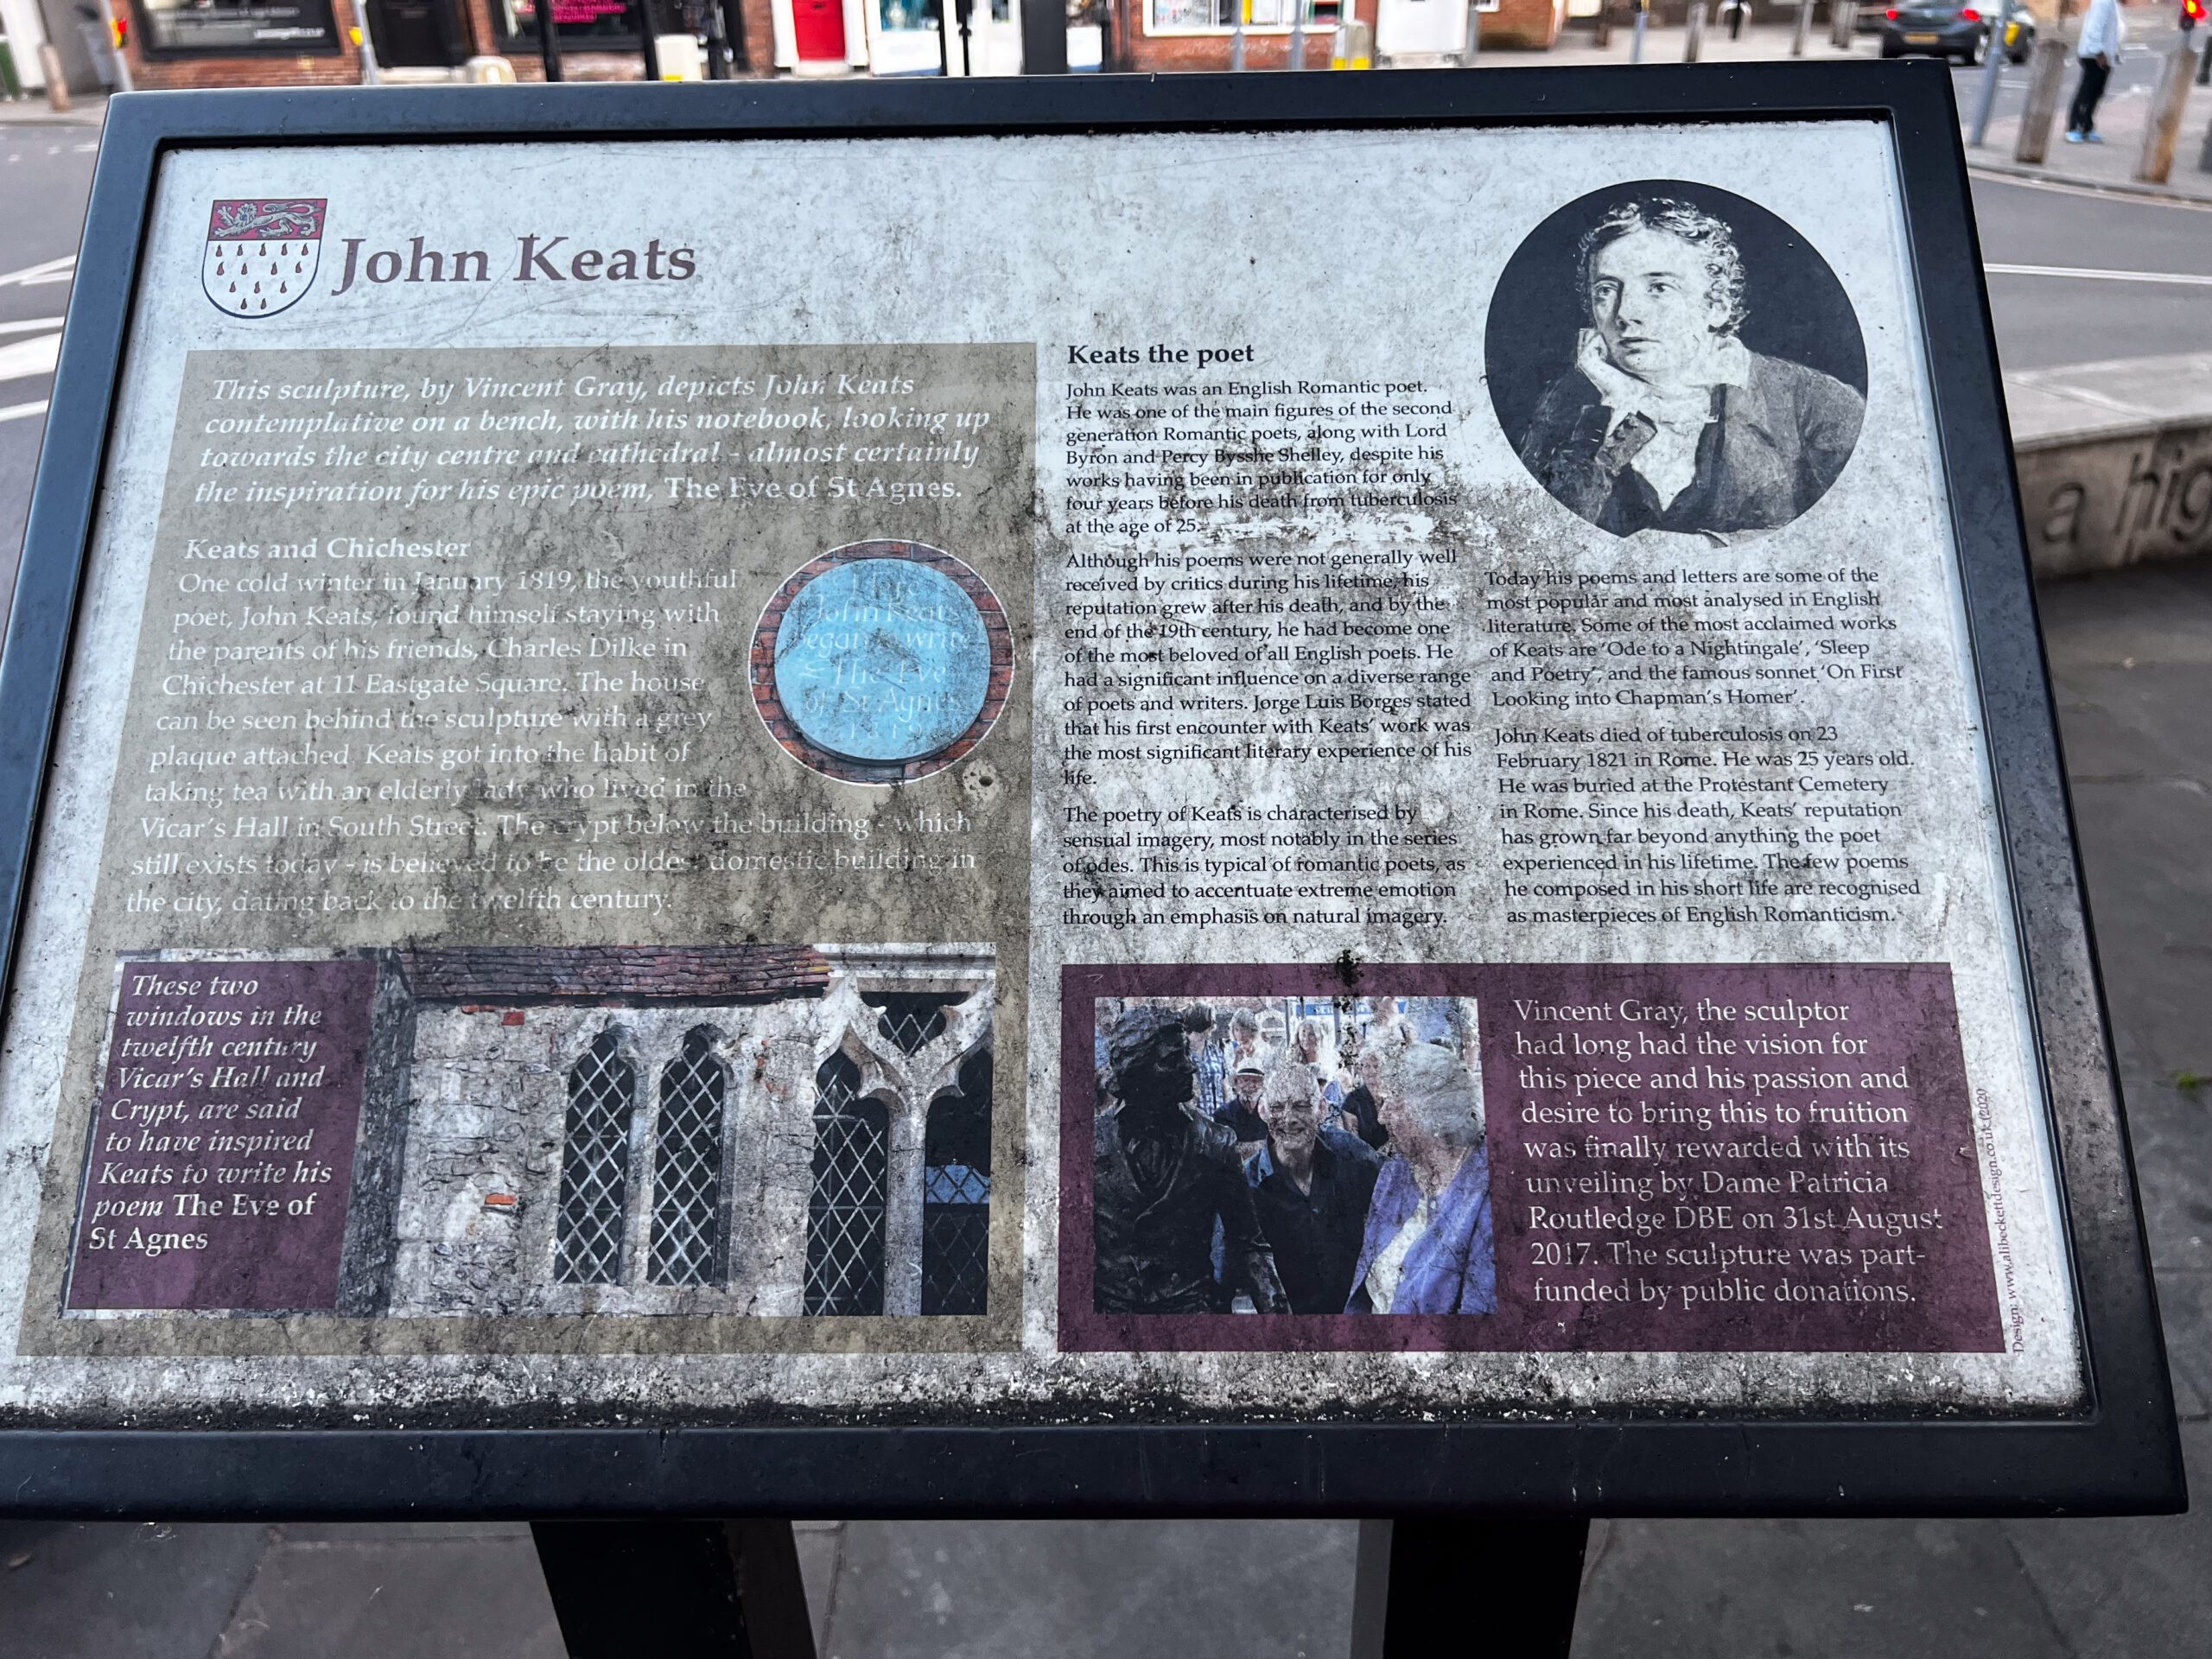 John Keats
This sculpture, by Vincent Gray, depicts John Keats
contemplative on a bench, with his notebook, looking up
towards the city centre and cathedral - almost certainly
the inspiration for his epic poem, The Eve of St Agnes.
Keats and Chichester
One cold winter in January 1819, the youthful
poet, John Keats, found himself staying with
the parents of his friends, Charles Dilke in
Chichester at 11 Eastgate Square. The house
can be seen behind the sculpture with a grey
plaque attached. Keats got into the habit of
taking tea with an elderly lady who lived in the
Vicar's Hall in South Street. The crypt below the building - which
still exists today - is believed to be the oldest domestic building in
the city, dating back to the twelfth century.
John Keats
began to write
The Eve
of St Agnes
These two
windows in the
twelfth century
Vicar's Hall and
Crypt, are said
to have inspired
Keats to write his
poem The Eve of
St Agnes
Keats the poet
John Keats was an English Romantic poet.
He was one of the main figures of the second
generation Romantic poets, along with Lord
Byron and Percy Bysshe Shelley, despite his
works having been in publication for only
four years before his death from tuberculosis
at the age of 25.
Although his poems were not generally well
received by critics during his lifetime, his
reputation grew after his death, and by the
end of the 19th century, he had become one
of the most beloved of all English poets. He
had a significant influence on a diverse range
of poets and writers. Jorge Luis Borges stated
that his first encounter with Keats' work was
the most significant literary experience of his
life.
The poetry of Keats is characterised by
sensual imagery, most notably in the series
of odes. This is typical of romantic poets, as
they aimed to accentuate extreme emotion
through an emphasis on natural imagery.
Today his poems and letters are some of the
most popular and most analysed in English
literature. Some of the most acclaimed works
of Keats are 'Ode to a Nightingale', 'Sleep
and Poetry', and the famous sonnet 'On First
Looking into Chapman's Homer'.
John Keats died of tuberculosis on 23
February 1821 in Rome. He was 25 years old.
He was buried at the Protestant Cemetery
in Rome. Since his death, Keats' reputation
has grown far beyond anything the poet
experienced in his lifetime. The few poems
he composed in his short life are recognised
as masterpieces of English Romanticism.
Vincent Gray, the sculptor
had long had the vision for
this piece and his passion and
desire to bring this to fruition
was finally rewarded with its
unveiling by Dame Patricia
Routledge DBE on 31st August
2017. The sculpture was part-
funded by public donations.
Design: www.alibeckettdesign.co.uk (2020
a hig